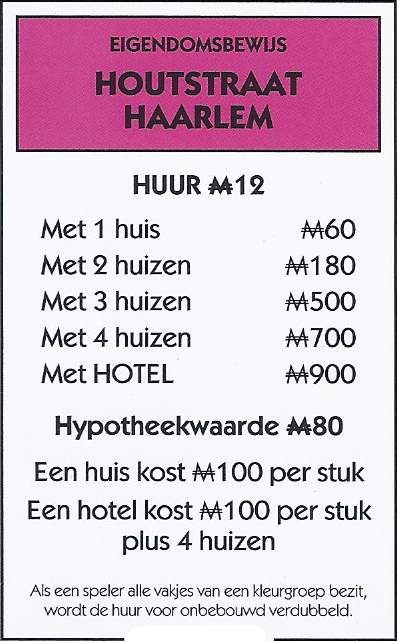 EIGENDOMSBEWIJS
HOUTSTRAAT
HAARLEM
HUUR ₩12
Met 1 huis ₩60
Met 2 huizen ₩180
Met 3 huizen ₩500
Met 4 huizen ₩700
Met HOTEL ₩900
Hypotheekwaarde ₩80
Een huis kost ₩100 per stuk
Een hotel kost ₩100 per stuk
plus 4 huizen
Als een speler alle vakjes van een kleurgroep bezit,
wordt de huur voor onbebouwd verdubbeld.